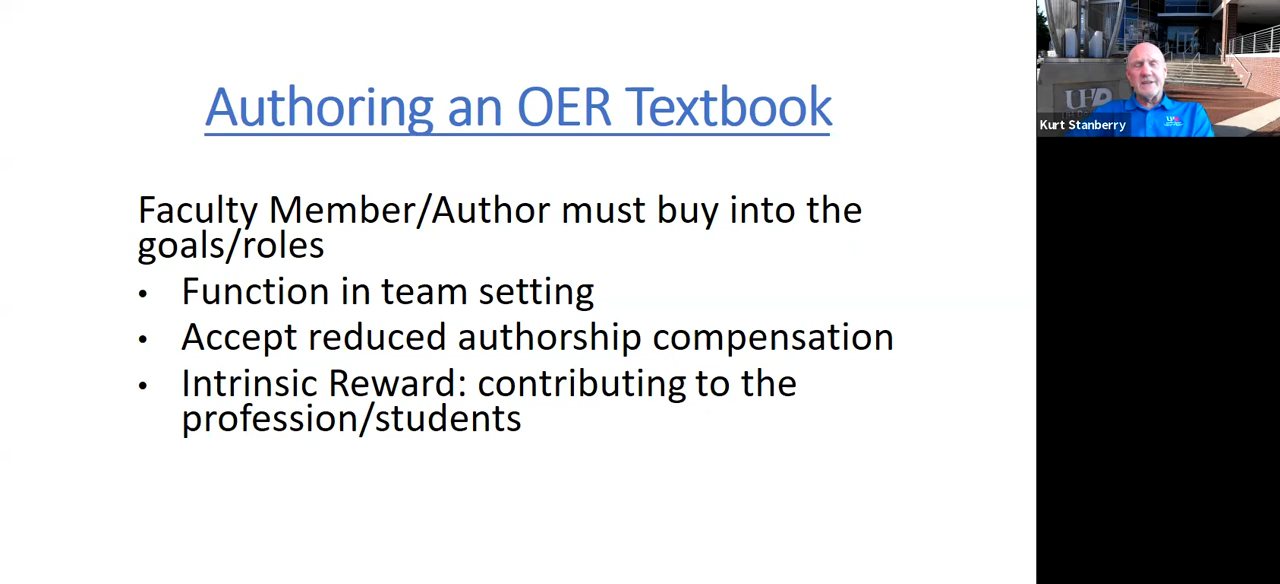 Authoring an OER Textbook
Faculty Member/Author must buy into the
goals/roles
• Function in team setting
• Accept reduced authorship compensation
• Intrinsic Reward: contributing to the
profession/students
UHD
Kurt Stanberry